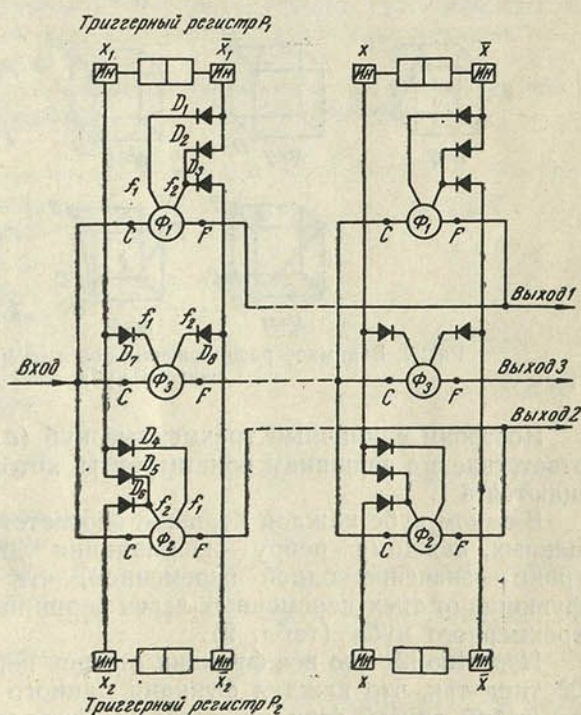 Триггерный регистр P₁
x₁ x̄₁ x x̄
Ин Ин Ин Ин
D₁
D₂
D₃
f₁ f₂
Ф₁ Ф₁
C F C F
Выход 1
f₁ f₂
D₇ D₈
Вход Ф₃ Ф₃ Выход 3
C F C F
Выход 2
D₄
D₅
D₆
f₂ f₁
Ф₂ Ф₂
C F C F
Ин Ин Ин Ин
x₂ x̄₂ x x̄
Триггерный регистр P₂